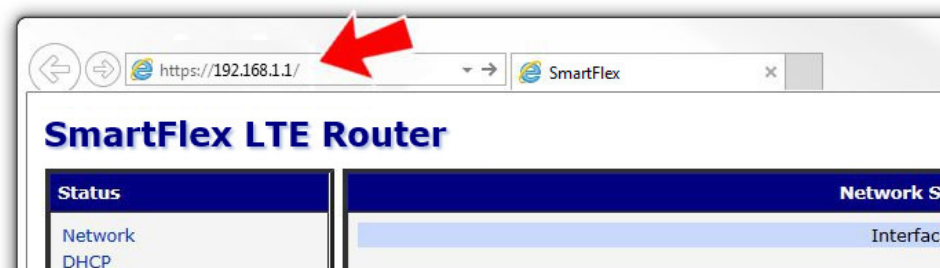 https://192.168.1.1/
SmartFlex
SmartFlex LTE Router
Status
Network S
Network
Interfac
DHCP